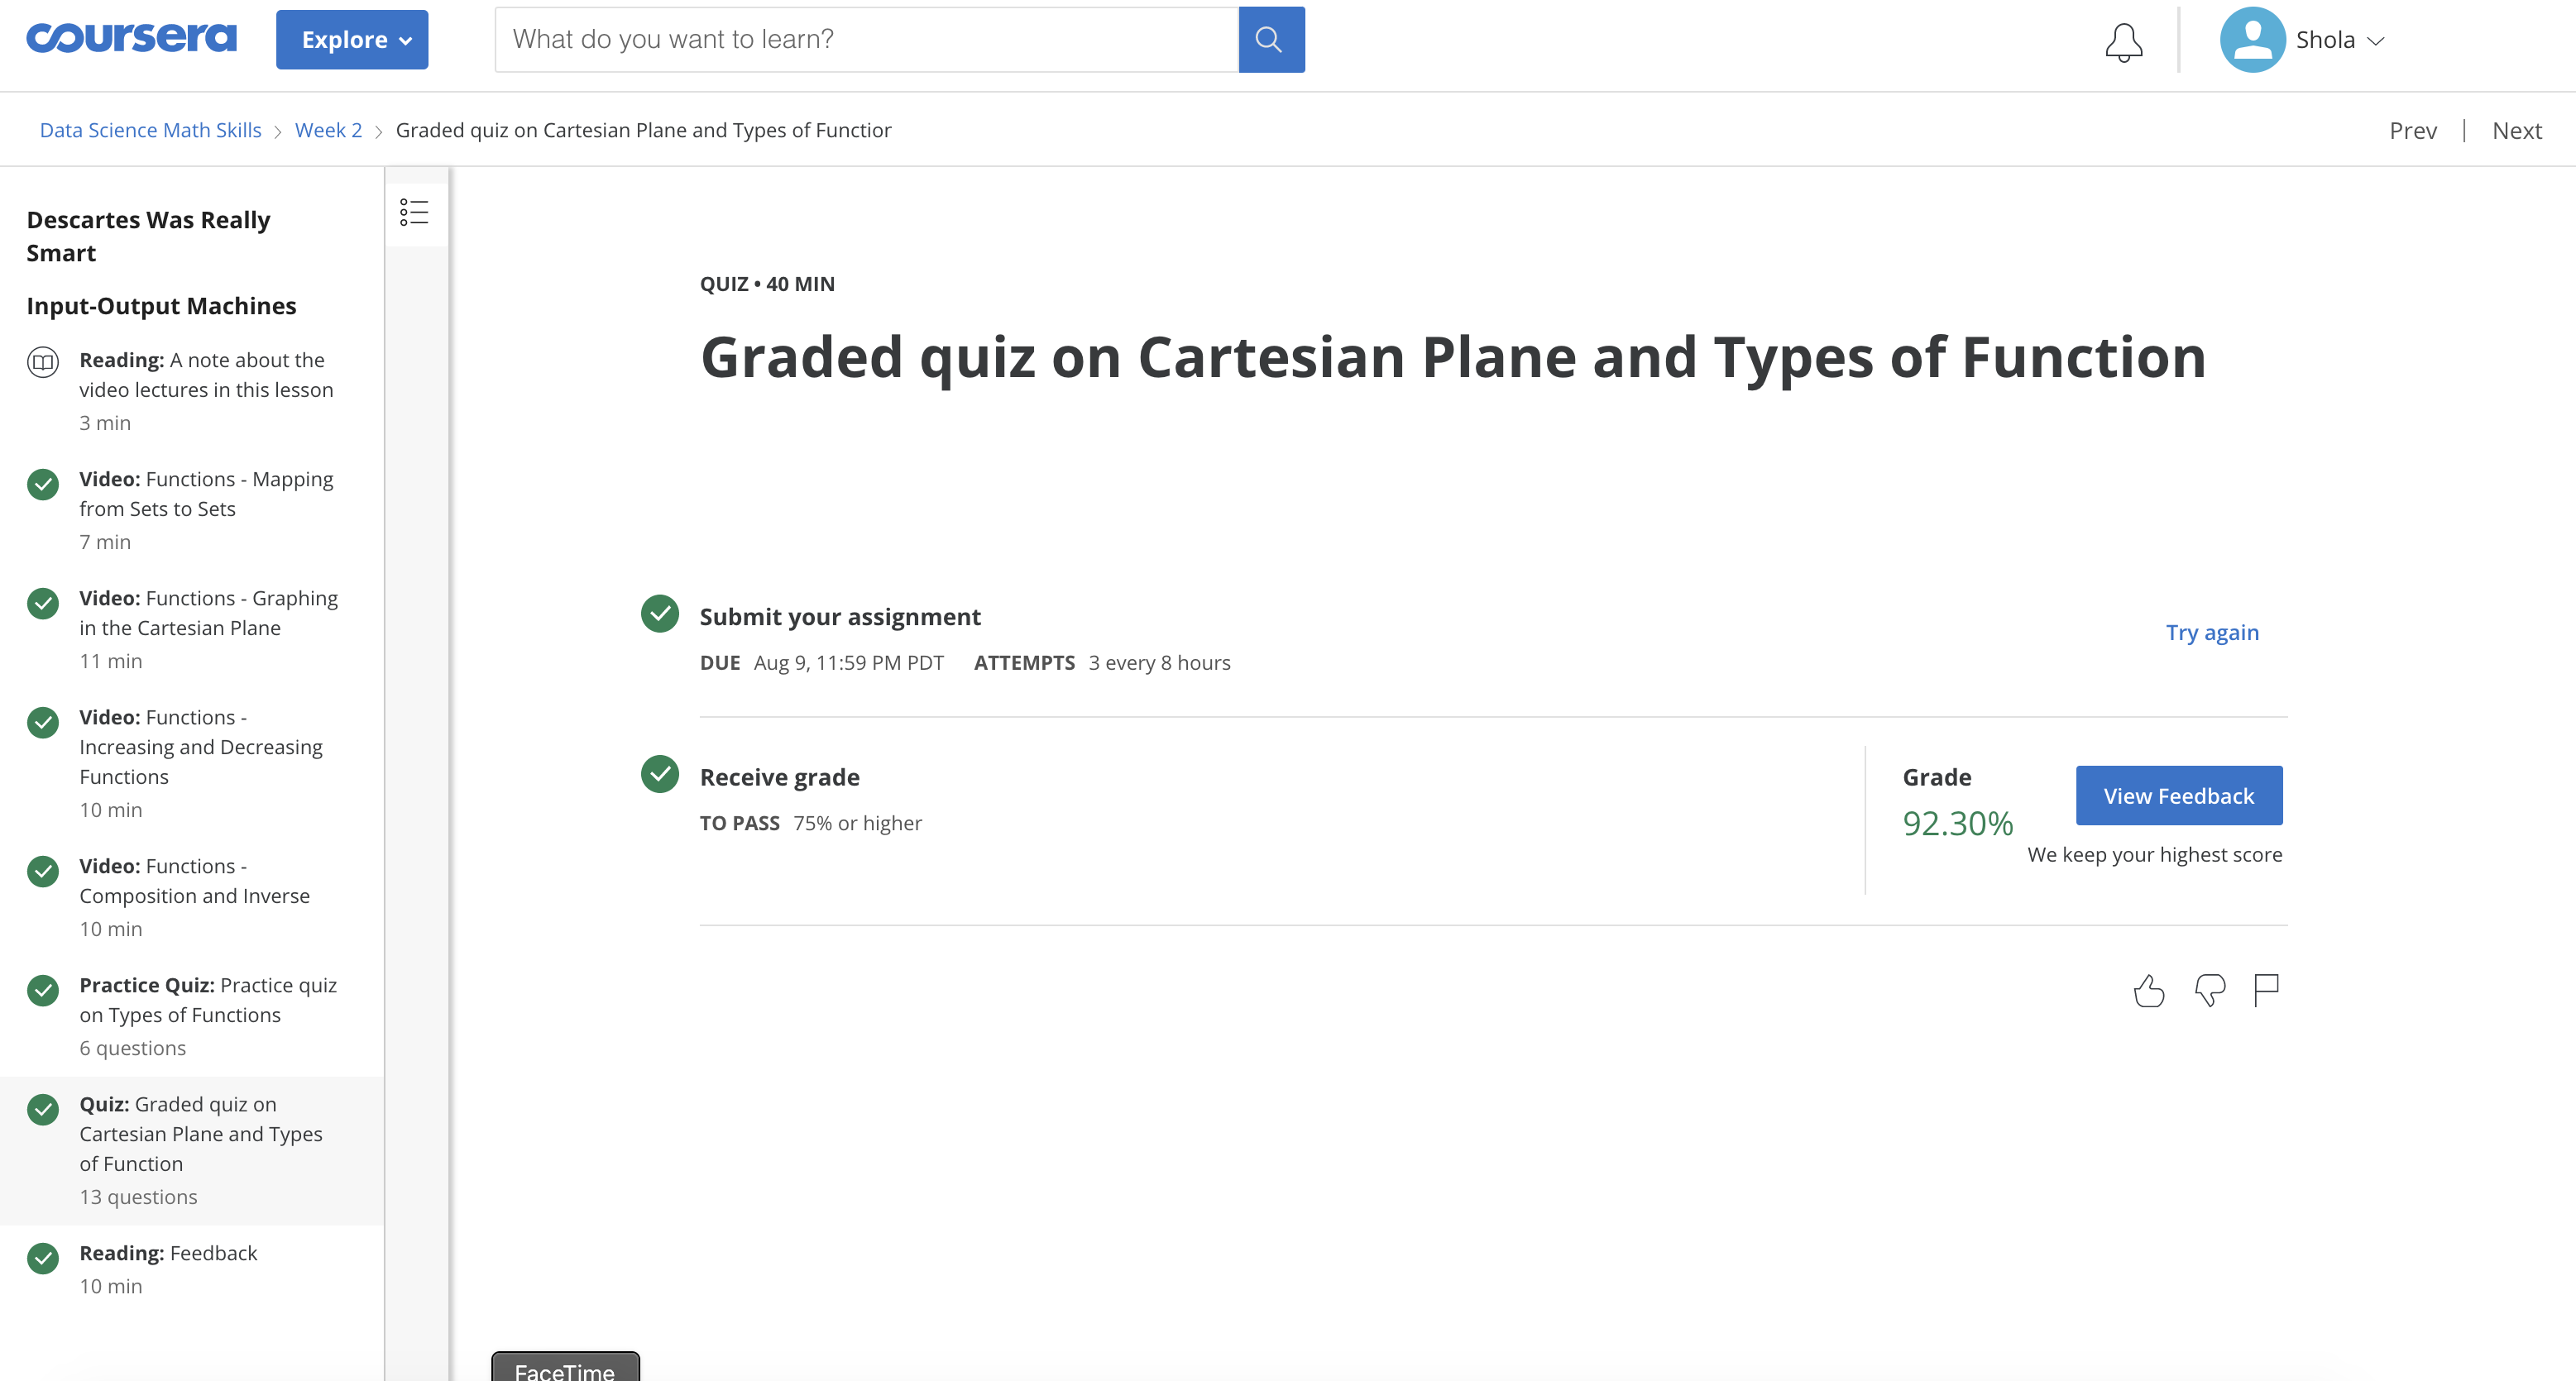 coursera
Explore
What do you want to learn?
Shola
Data Science Math Skills
Week 2
Graded quiz on Cartesian Plane and Types of Functior
Prev | Next
Descartes Was Really
Smart
Input-Output Machines
Reading: A note about the
video lectures in this lesson
3 min
Video: Functions - Mapping
from Sets to Sets
7 min
Video: Functions - Graphing
in the Cartesian Plane
11 min
Video: Functions -
Increasing and Decreasing
Functions
10 min
Video: Functions -
Composition and Inverse
10 min
Practice Quiz: Practice quiz
on Types of Functions
6 questions
Quiz: Graded quiz on
Cartesian Plane and Types
of Function
13 questions
Reading: Feedback
10 min
QUIZ • 40 MIN
Graded quiz on Cartesian Plane and Types of Function
Submit your assignment
Try again
DUE Aug 9, 11:59 PM PDT ATTEMPTS 3 every 8 hours
Receive grade
TO PASS 75% or higher
Grade
92.30%
View Feedback
We keep your highest score
FaceTime